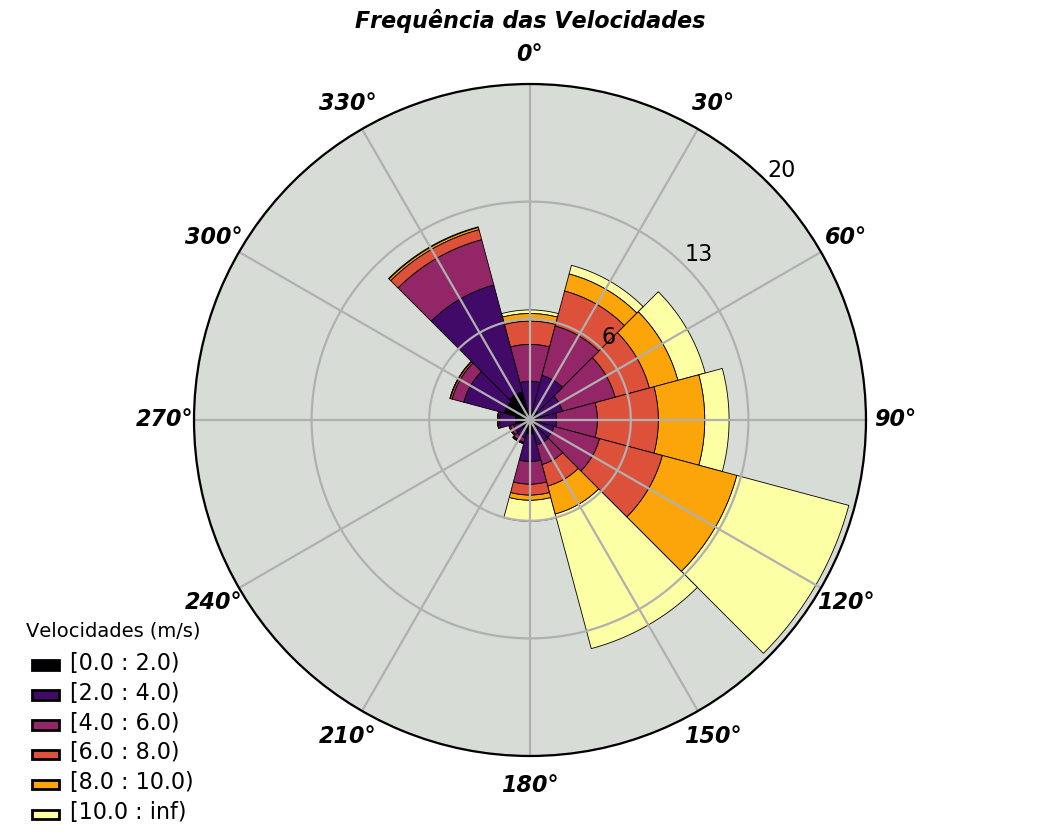 Frequência das Velocidades
0°
330°
30°
20
300°
60°
13
6
270°
90°
240°
120°
210°
150°
180°
Velocidades (m/s)
[0.0 : 2.0)
[2.0 : 4.0)
[4.0 : 6.0)
[6.0 : 8.0)
[8.0 : 10.0)
[10.0 : inf)